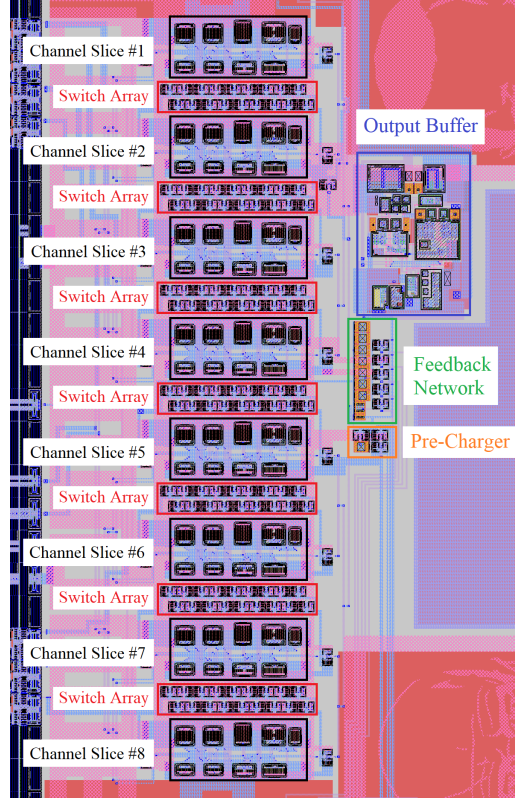 Channel Slice #1
Switch Array
Output Buffer
Channel Slice #2
Switch Array
Channel Slice #3
Switch Array
Channel Slice #4
Feedback
Network
Switch Array
Pre-Charger
Channel Slice #5
Switch Array
Channel Slice #6
Switch Array
Channel Slice #7
Switch Array
Channel Slice #8